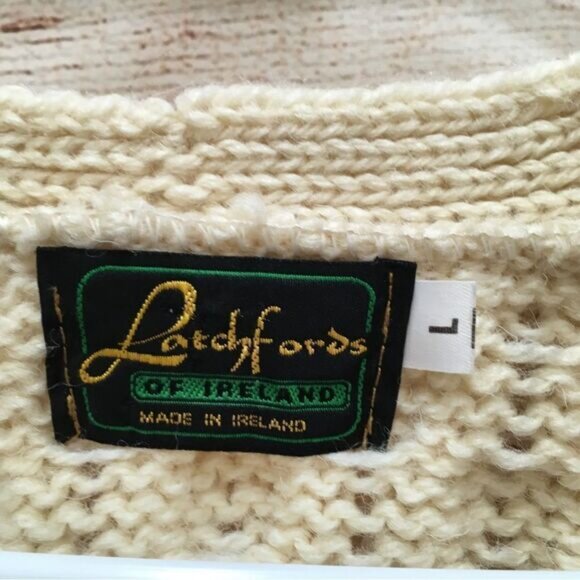 Latchfords
OF IRELAND
MADE IN IRELAND
L